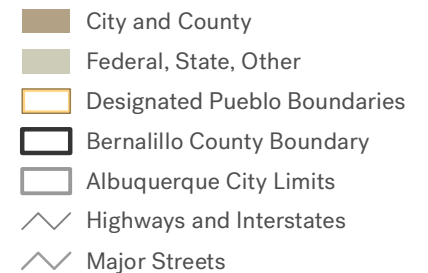 City and County
Federal, State, Other
Designated Pueblo Boundaries
Bernalillo County Boundary
Albuquerque City Limits
Highways and Interstates
Major Streets